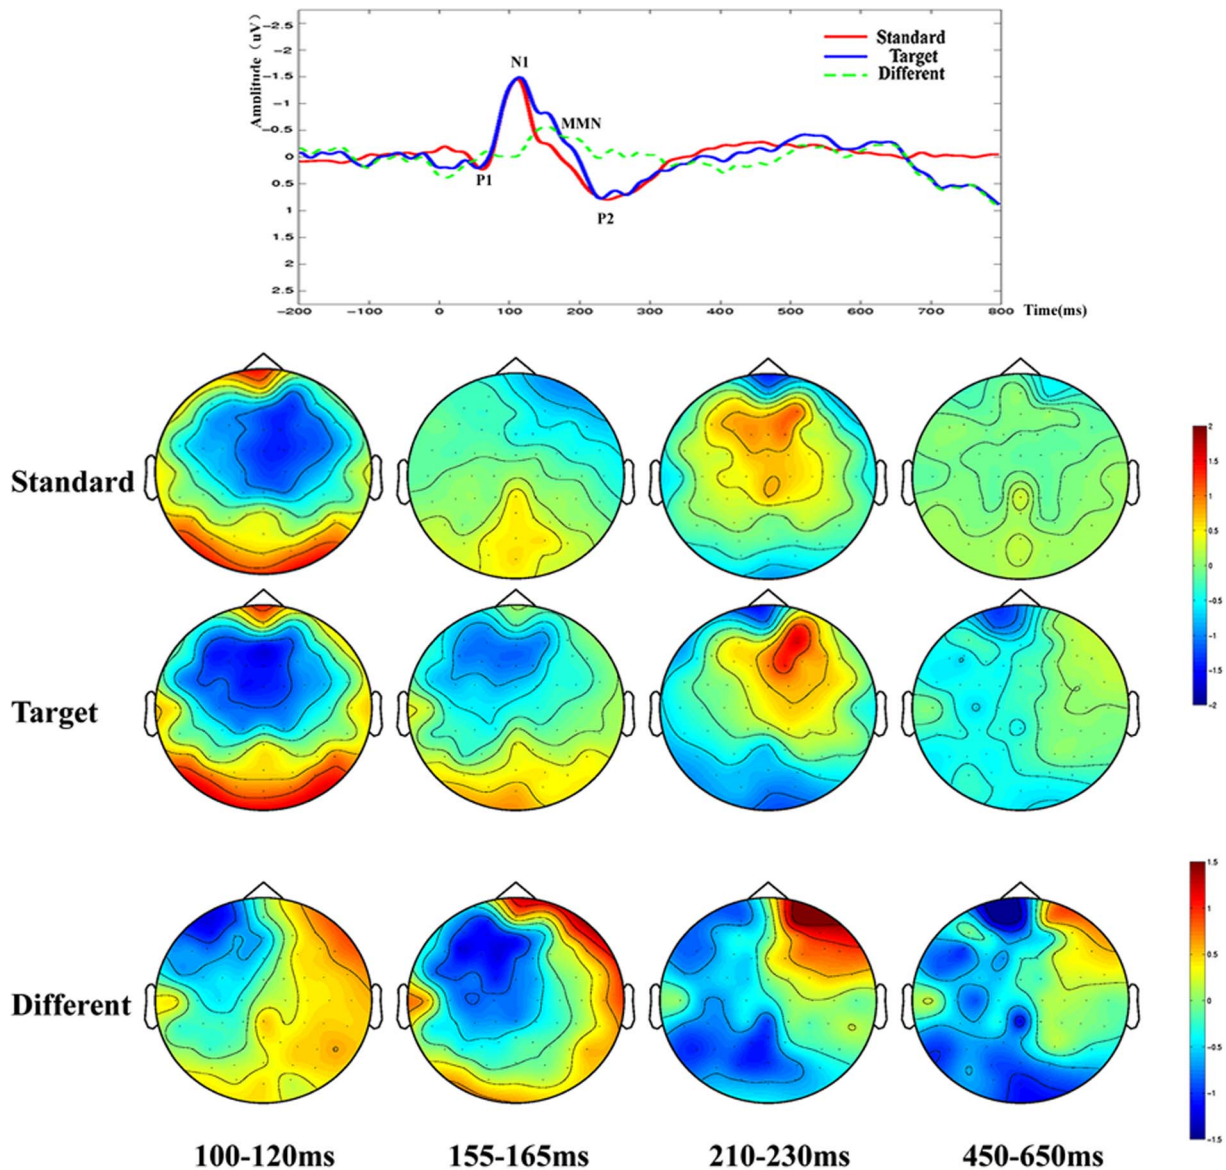 Amplitude (uV)
-2.5
-2
-1.5
-1
-0.5
0
0.5
1
1.5
2
2.5
Standard
Target
Different
N1
MMN
P1
P2
-200 -100 0 100 200 300 400 500 600 700 800 Time(ms)
Standard
Target
Different
2
1.5
1
0.5
0
-0.5
-1
-1.5
-2
1.5
1
0.5
0
-0.5
-1
-1.5
100-120ms 155-165ms 210-230ms 450-650ms